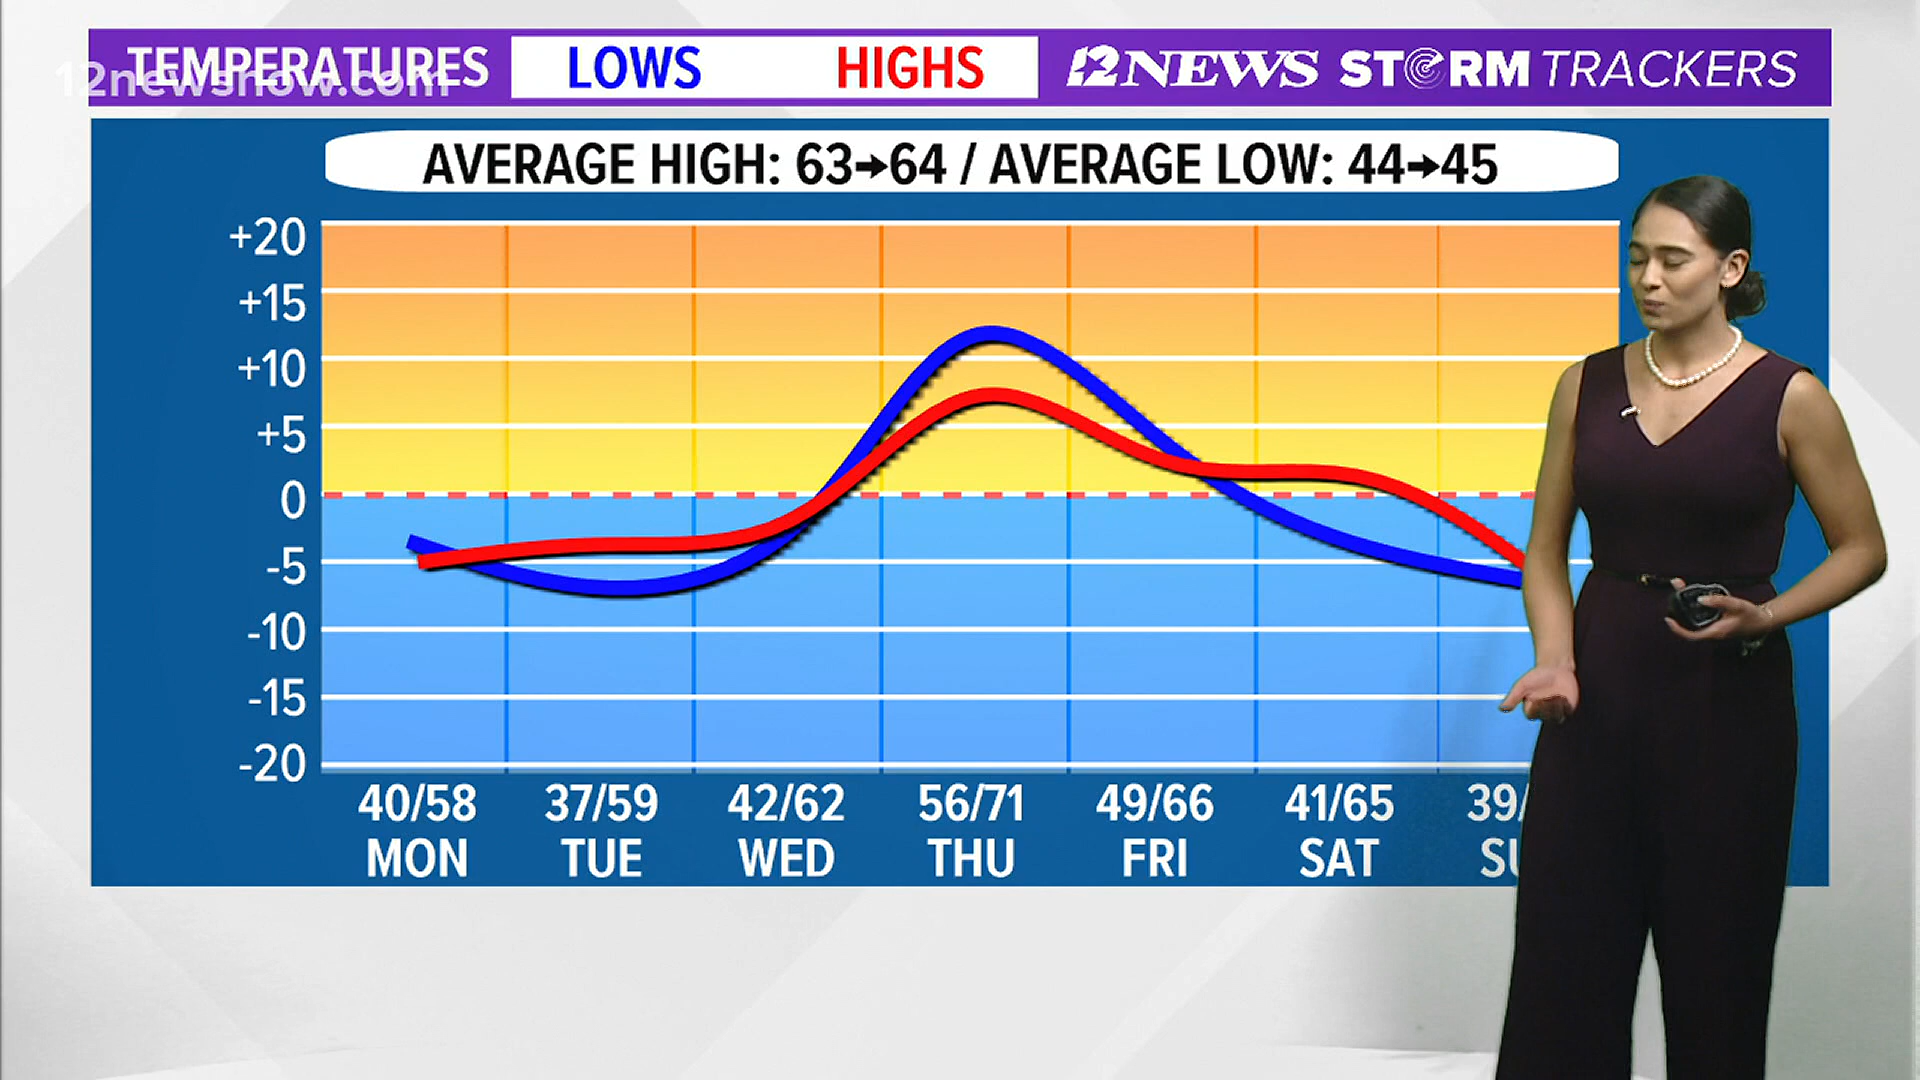 TEMPERATURES LOWS HIGHS 12NEWS STORM TRACKERS
12newsnow.com
AVERAGE HIGH: 63→64 / AVERAGE LOW: 44→45
+20
+15
+10
+5
0
-5
-10
-15
-20
40/58 37/59 42/62 56/71 49/66 41/65 39/
MON TUE WED THU FRI SAT